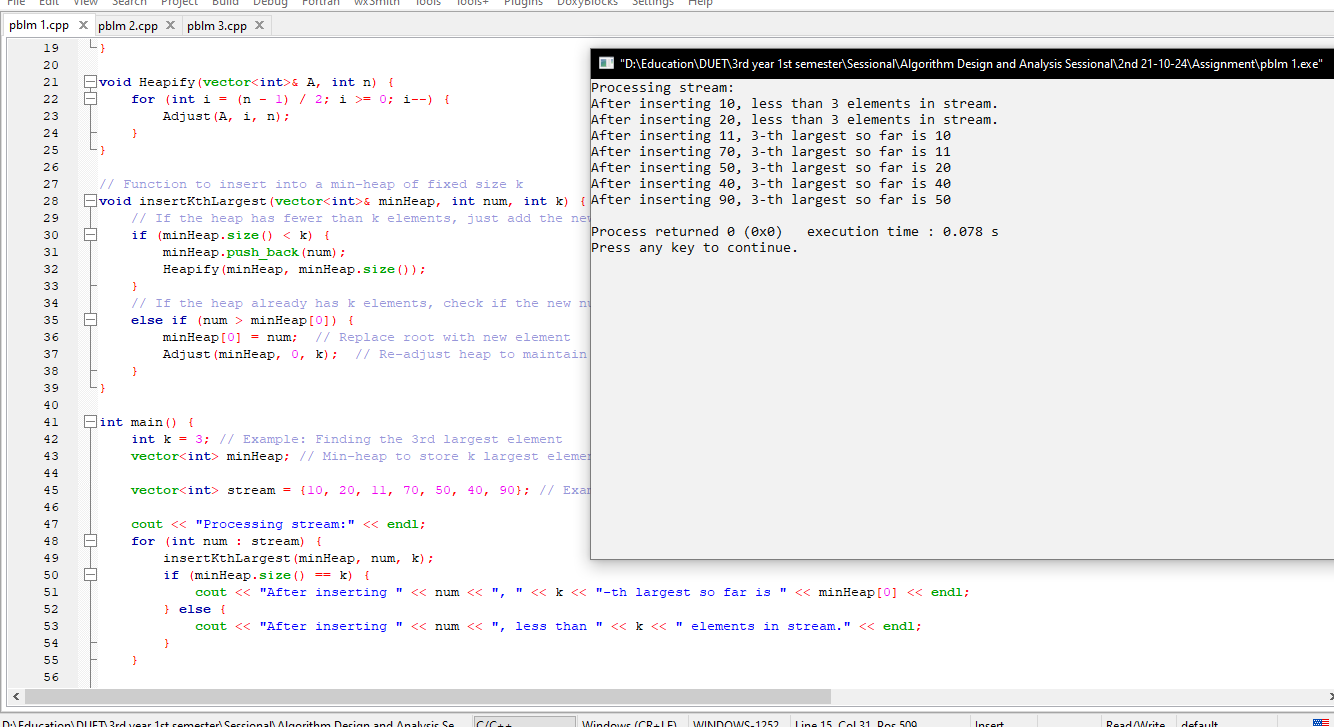 File Edit View Search Project Build Debug Fortran wxSmith Tools Tools+ Plugins DoxyBlocks Settings Help
pblm 1.cpp pblm 2.cpp pblm 3.cpp
19 }
20
21 void Heapify(vector<int>& A, int n) {
22 for (int i = (n - 1) / 2; i >= 0; i--) {
23 Adjust(A, i, n);
24 }
25 }
26
27 // Function to insert into a min-heap of fixed size k
28 void insertKthLargest(vector<int>& minHeap, int num, int k) {
29 // If the heap has fewer than k elements, just add the
30 if (minHeap.size() < k) {
31 minHeap.push_back(num);
32 Heapify(minHeap, minHeap.size());
33 }
34 // If the heap already has k elements, check if the new
35 else if (num > minHeap[0]) {
36 minHeap[0] = num; // Replace root with new element
37 Adjust(minHeap, 0, k); // Re-adjust heap to maintain
38 }
39 }
40
41 int main() {
42 int k = 3; // Example: Finding the 3rd largest element
43 vector<int> minHeap; // Min-heap to store k largest
44
45 vector<int> stream = {10, 20, 11, 70, 50, 40, 90}; //
46
47 cout << "Processing stream:" << endl;
48 for (int num : stream) {
49 insertKthLargest(minHeap, num, k);
50 if (minHeap.size() == k) {
51 cout << "After inserting " << num << ", " << k << "-th largest so far is " << minHeap[0] << endl;
52 } else {
53 cout << "After inserting " << num << ", less than " << k << " elements in stream." << endl;
54 }
55 }
56
"D:\Education\DUET\3rd year 1st semester\Sessional\Algorithm Design and Analysis Sessional\2nd 21-10-24\Assignment\pblm 1.exe"
Processing stream:
After inserting 10, less than 3 elements in stream.
After inserting 20, less than 3 elements in stream.
After inserting 11, 3-th largest so far is 10
After inserting 70, 3-th largest so far is 11
After inserting 50, 3-th largest so far is 20
After inserting 40, 3-th largest so far is 40
After inserting 90, 3-th largest so far is 50
Process returned 0 (0x0) execution time : 0.078 s
Press any key to continue.
D:\Education\DUET\3rd year 1st semester\Sessional\Algorithm Design and Analysis Se... C/C++ Windows (CR+LF) WINDOWS-1252 Line 15, Col 31, Pos 509 Insert Read/Write default